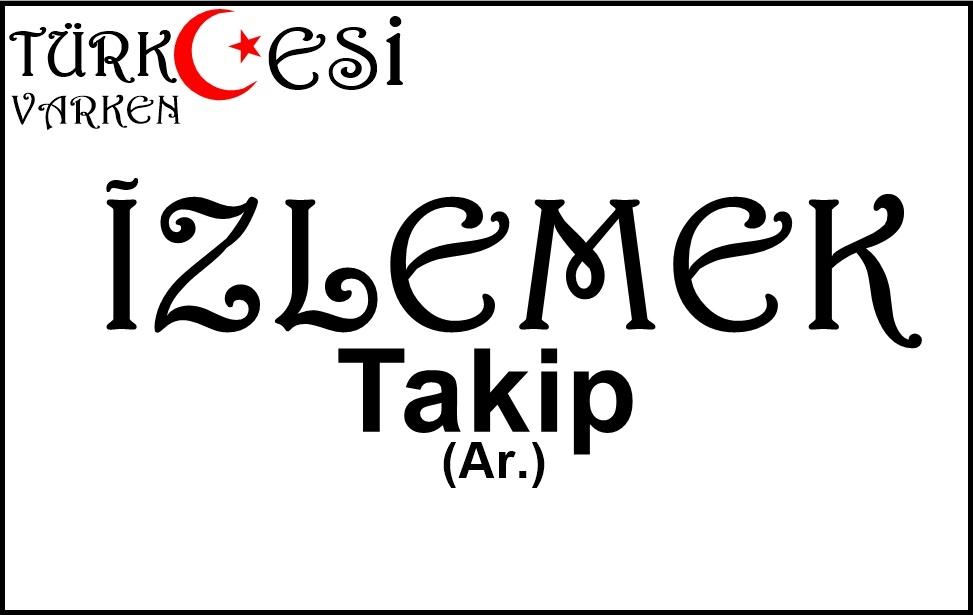 TÜRKÇESİ
VARKEN
İZLEMEK
Takip
(Ar.)